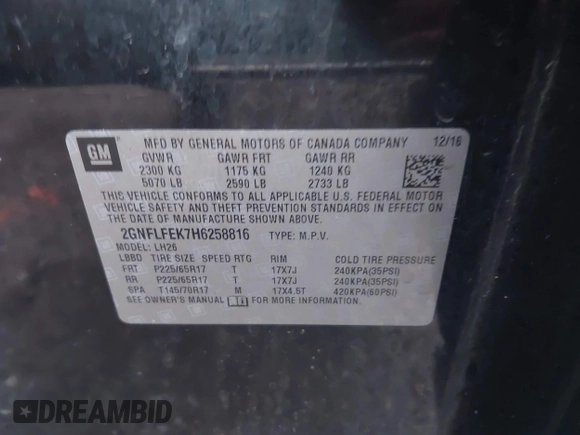 GM
MFD BY GENERAL MOTORS OF CANADA COMPANY 12/16
GVWR GAWR FRT GAWR RR
2300 KG 1175 KG 1240 KG
5070 LB 2590 LB 2733 LB
THIS VEHICLE CONFORMS TO ALL APPLICABLE U.S. FEDERAL MOTOR
VEHICLE SAFETY AND THEFT PREVENTION STANDARDS IN EFFECT
ON THE DATE OF MANUFACTURE SHOWN ABOVE.
2GNFLFEK7H6258816 TYPE: M.P.V.
MODEL: LH26
LBBD TIRE SIZE SPEED RTG RIM COLD TIRE PRESSURE
FRT P225/65R17 T 17X7J 240KPA(35PSI)
RR P225/65R17 T 17X7J 240KPA(35PSI)
SPA T145/70R17 M 17X4.5T 420KPA(60PSI)
SEE OWNER'S MANUAL FOR MORE INFORMATION.
DREAMBID